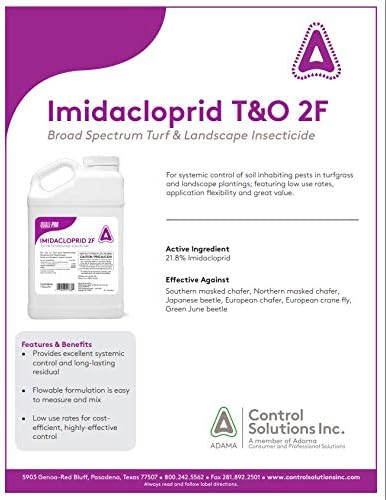 Imidacloprid T&O 2F
Broad Spectrum Turf & Landscape Insecticide
For systemic control of soil inhabiting pests in turfgrass
and landscape plantings; featuring low use rates,
application flexibility and great value.
QUALI-PRO
IMIDACLOPRID 2F
Active Ingredient
21.8% Imidacloprid
Effective Against
Southern masked chafer, Northern masked chafer,
Japanese beetle, European chafer, European crane fly,
Green June beetle
Features & Benefits
• Provides excellent systemic
control and long-lasting
residual
• Flowable formulation is easy
to measure and mix
• Low use rates for cost-
efficient, highly-effective
control
ADAMA
Control
Solutions Inc.
A member of Adama
Consumer and Professional Solutions
5903 Genoa-Red Bluff, Pasadena, Texas 77507 • 800.242.5562 • Fax 281.892.2501 • www.controlsolutionsinc.com
Always read and follow label directions.